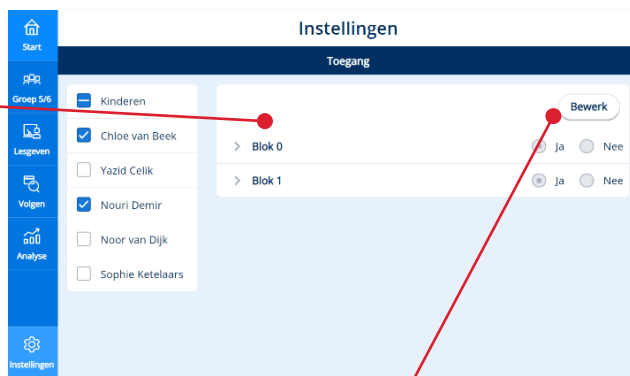 Instellingen
Toegang
Start
Groep 5/6
Lesgeven
Volgen
Analyse
Instellingen
Kinderen
Chloe van Beek
Yazid Celik
Nouri Demir
Noor van Dijk
Sophie Ketelaars
Bewerk
Blok 0 Ja Nee
Blok 1 Ja Nee